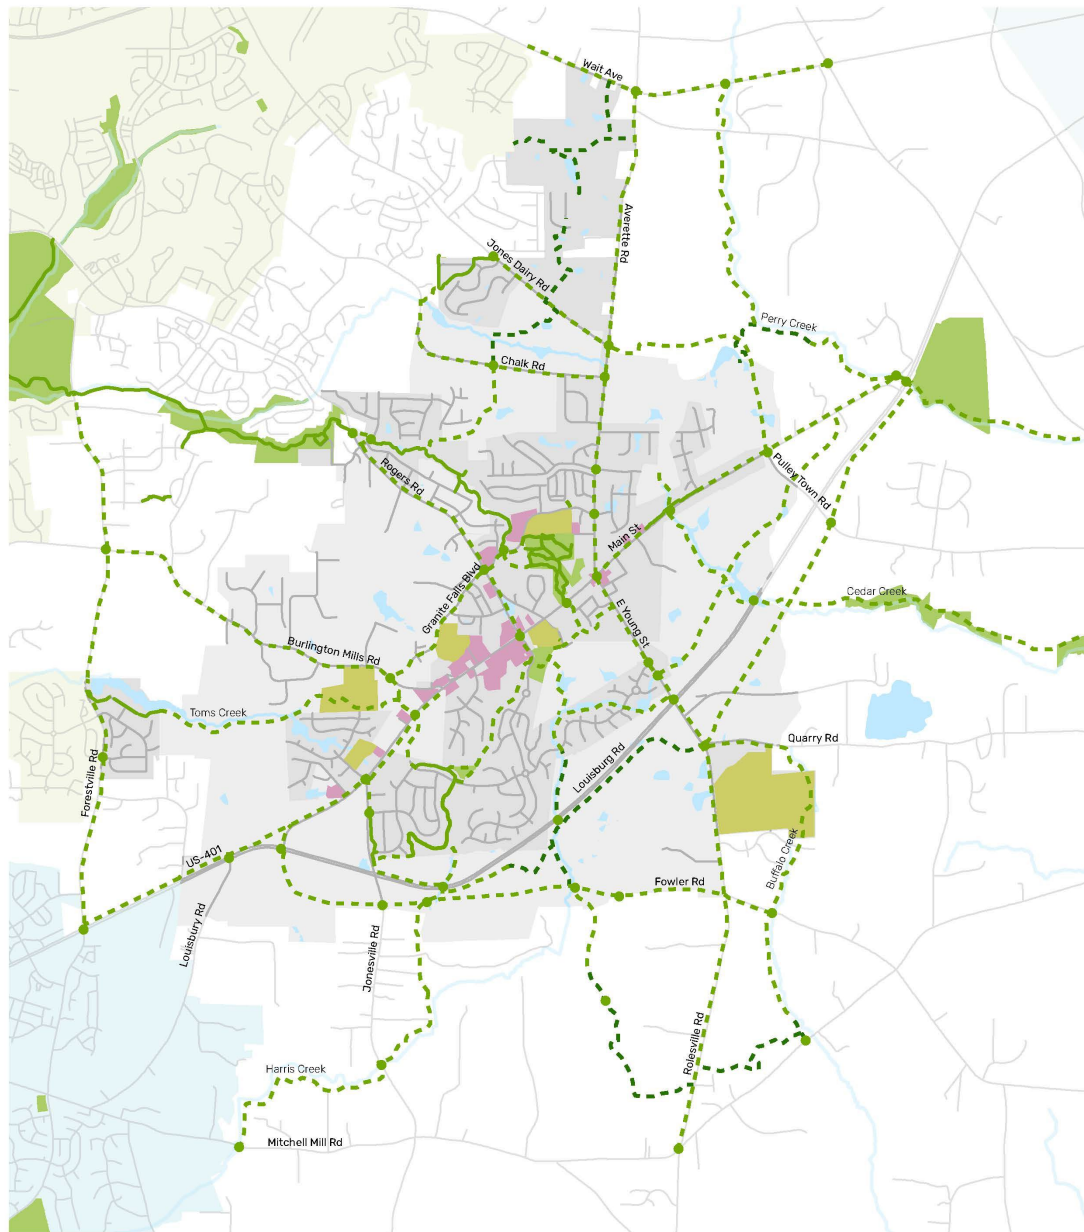 Wait Ave
Averette Rd
Jones Dairy Rd
Perry Creek
Chalk Rd
Rogers Rd
Pulley Town Rd
Main St
Granite Falls Blvd
Cedar Creek
E Young St
Burlington Mills Rd
Toms Creek
Quarry Rd
Louisburg Rd
Forestville Rd
US-401
Buffalo Creek
Fowler Rd
Louisbury Rd
Jonesville Rd
Rolesville Rd
Harris Creek
Mitchell Mill Rd